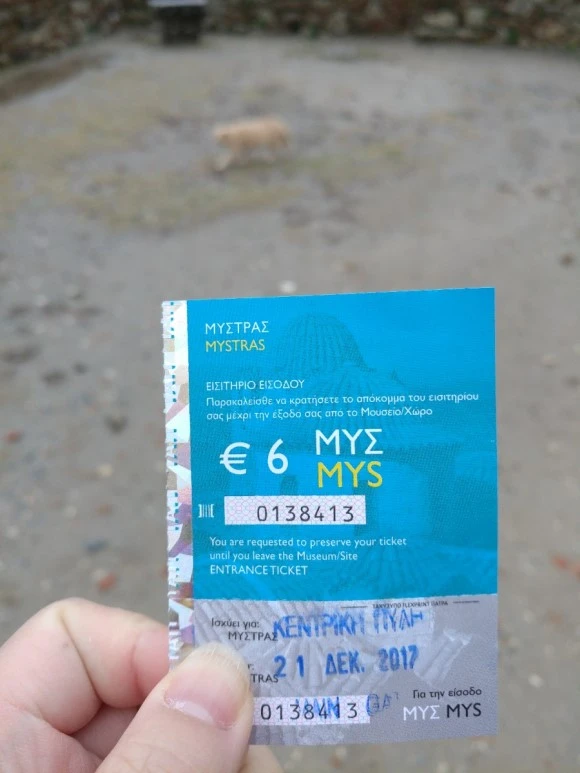 ΜΥΣΤΡΑΣ
MYSTRAS
ΕΙΣΙΤΗΡΙΟ ΕΙΣΟΔΟΥ
Παρακαλείσθε να κρατήσετε το απόκομμα του εισιτηρίου
σας μέχρι την έξοδο σας από το Μουσείο/Χώρο
€ 6 ΜΥΣ
MYS
0138413
You are requested to preserve your ticket
until you leave the Museum/Site
ENTRANCE TICKET
Ισχύει για: ΚΕΝΤΡΙΚΗ ΠΥΛΗ
ΜΥΣΤΡΑΣ
21 ΔΕΚ. 2017
Για την είσοδο
0138413 ΜΥΣ MYS